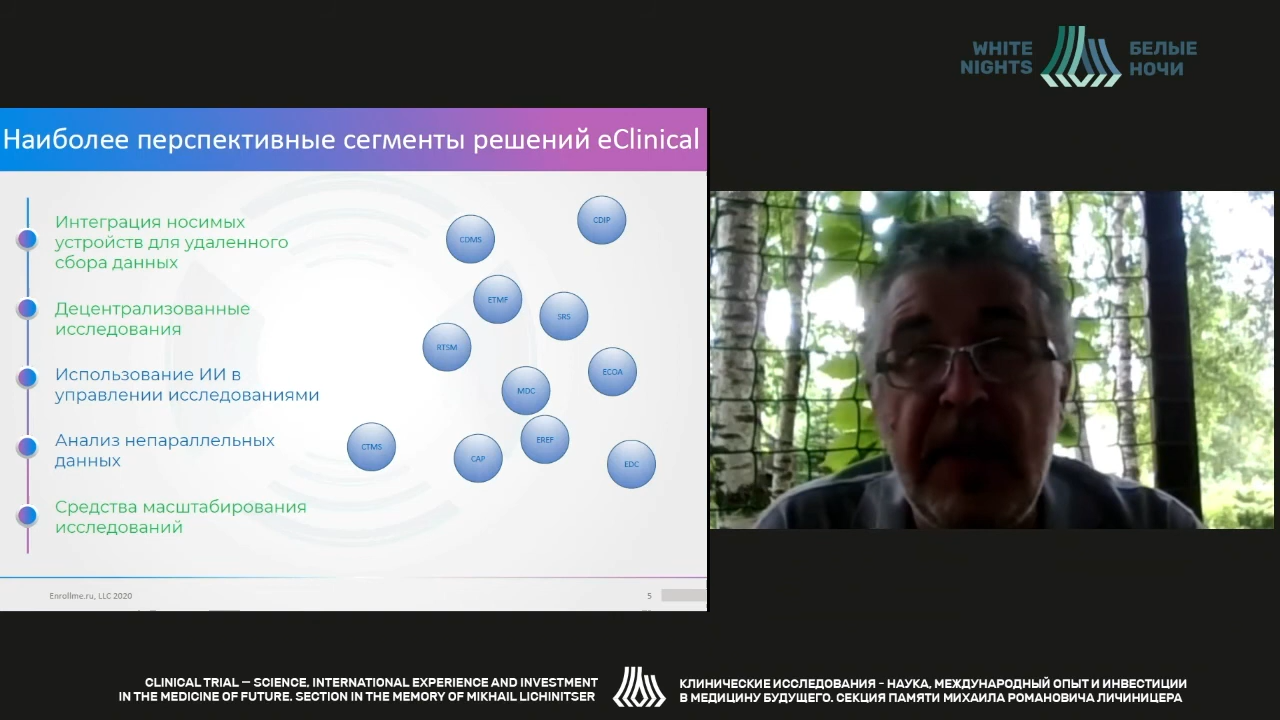 WHITE
NIGHTS
БЕЛЫЕ
НОЧИ
Наиболее перспективные сегменты решений eClinical
Интеграция носимых
устройств для удаленного
сбора данных
Децентрализованные
исследования
Использование ИИ в
управлении исследованиями
Анализ непараллельных
данных
Средства масштабирования
исследований
CDIP
CDMS
ETMF
SRS
RTSM
ECOA
MDC
EREF
CTMS
CAP
EDC
Enrollme.ru, LLC 2020
5
CLINICAL TRIAL – SCIENCE, INTERNATIONAL EXPERIENCE AND INVESTMENT
IN THE MEDICINE OF FUTURE. SECTION IN THE MEMORY OF MIKHAIL LICHINITSER
КЛИНИЧЕСКИЕ ИССЛЕДОВАНИЯ - НАУКА, МЕЖДУНАРОДНЫЙ ОПЫТ И ИНВЕСТИЦИИ
В МЕДИЦИНУ БУДУЩЕГО. СЕКЦИЯ ПАМЯТИ МИХАИЛА РОМАНОВИЧА ЛИЧИНИЦЕРА